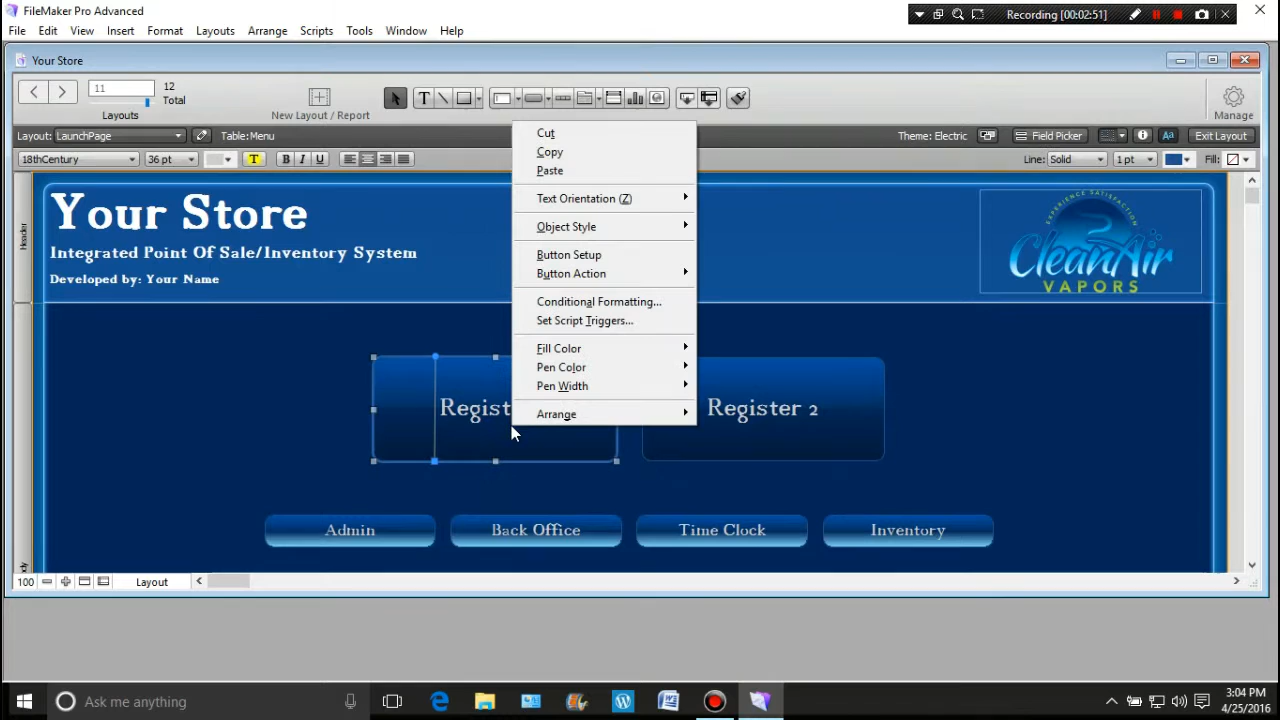 FileMaker Pro Advanced
Recording [00:02:51]
File Edit View Insert Format Layouts Arrange Scripts Tools Window Help
Your Store
11
12
Total
Layouts
New Layout / Report
Manage
Layout: LaunchPage
Table:Menu
Theme: Electric
Field Picker
Aa
Exit Layout
18thCentury
36 pt
T
B I U
Line: Solid
1 pt
Fill:
Header
Your Store
Integrated Point Of Sale/Inventory System
Developed by: Your Name
EXPERIENCE SATISFACTION
CleanAir
VAPORS
Cut
Copy
Paste
Text Orientation (Z)
Object Style
Button Setup
Button Action
Conditional Formatting...
Set Script Triggers...
Fill Color
Pen Color
Pen Width
Arrange
Regist
Register 2
Admin
Back Office
Time Clock
Inventory
100
Layout
Ask me anything
3:04 PM
4/25/2016